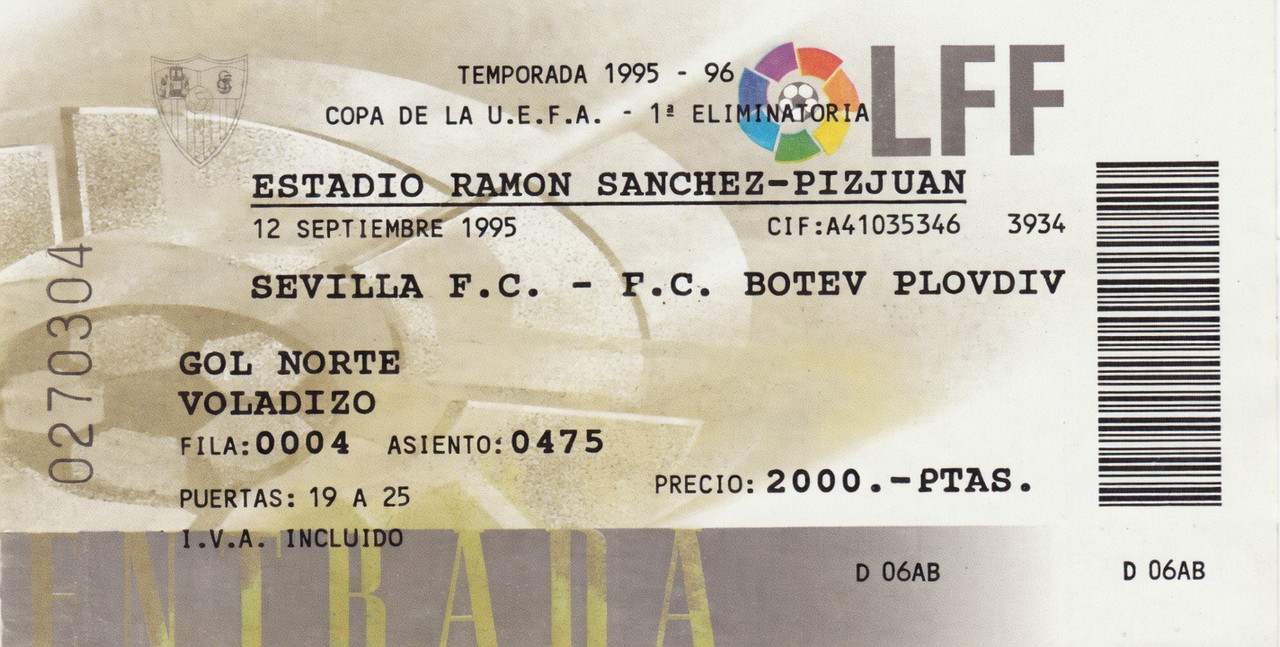 TEMPORADA 1995 - 96
LFF
COPA DE LA U.E.F.A. - 1ª ELIMINATORIA
ESTADIO RAMON SANCHEZ-PIZJUAN
12 SEPTIEMBRE 1995 CIF:A41035346 3934
SEVILLA F.C. - F.C. BOTEV PLOVDIV
0270304
GOL NORTE
VOLADIZO
FILA:0004 ASIENTO:0475
PRECIO:2000.-PTAS.
PUERTAS: 19 A 25
I.V.A. INCLUIDO
ENTRADA
D 06AB D 06AB